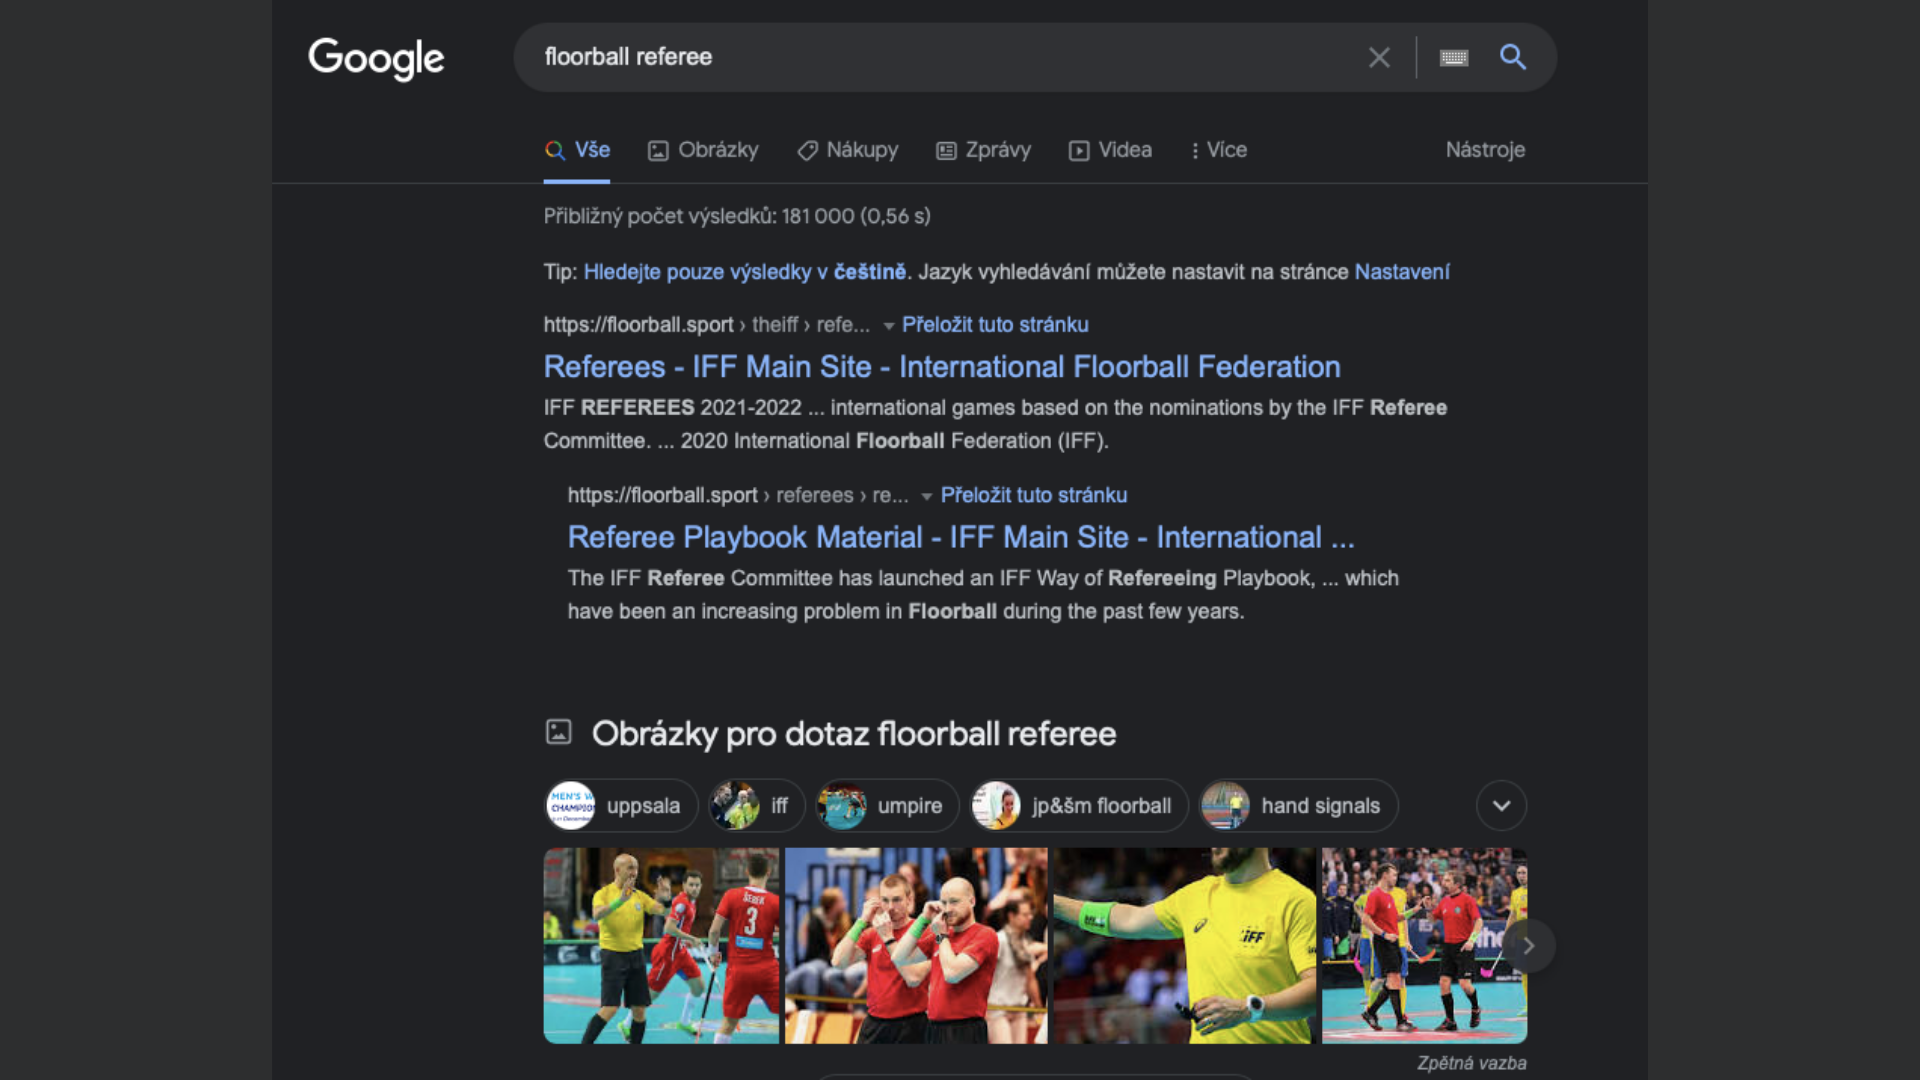 Google
floorball referee
Vše Obrázky Nákupy Zprávy Videa Více Nástroje
Přibližný počet výsledků: 181 000 (0,56 s)
Tip: Hledejte pouze výsledky v češtině. Jazyk vyhledávání můžete nastavit na stránce Nastavení
https://floorball.sport › theiff › refe... Přeložit tuto stránku
Referees - IFF Main Site - International Floorball Federation
IFF REFEREES 2021-2022 ... international games based on the nominations by the IFF Referee
Committee. ... 2020 International Floorball Federation (IFF).
https://floorball.sport › referees › re... Přeložit tuto stránku
Referee Playbook Material - IFF Main Site - International ...
The IFF Referee Committee has launched an IFF Way of Refereeing Playbook, ... which
have been an increasing problem in Floorball during the past few years.
Obrázky pro dotaz floorball referee
MEN'S W
CHAMPIO
uppsala iff umpire jp&šm floorball hand signals
3
iFF
Zpětná vazba